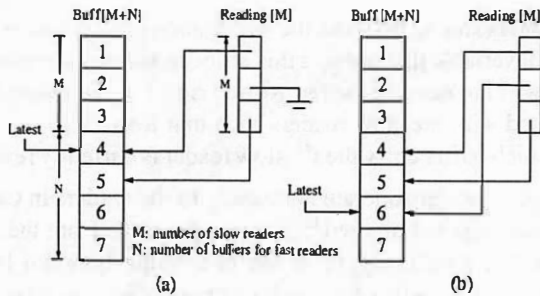 Buff[M+N]
Reading [M]
1
2
3
4
5
6
7
M
M
N
Latest
M: number of slow readers
N: number of buffers for fast readers
(a)
Buff[M+N]
Reading [M]
1
2
3
4
5
6
7
Latest
(b)